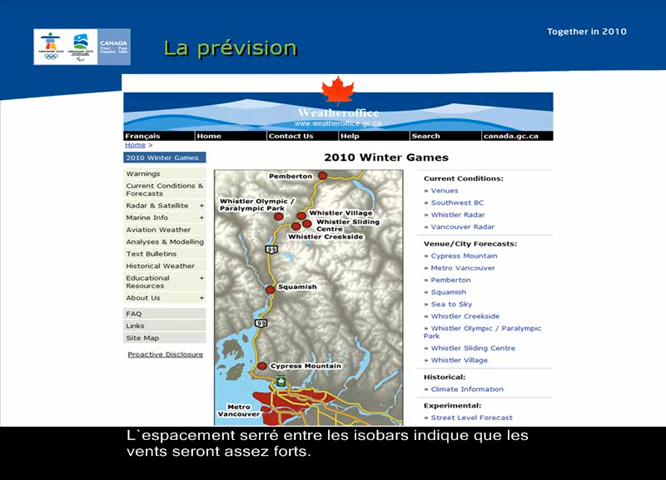 La prévision
Together in 2010
CANADA
Weatheroffice
www.weatheroffice.gc.ca
Français Home Contact Us Help Search canada.gc.ca
Home >
2010 Winter Games
Warnings
Current Conditions &
Forecasts
Radar & Satellite +
Marine Info +
Aviation Weather
Analyses & Modelling
Text Bulletins
Historical Weather
Educational +
Resources
About Us +
FAQ
Links
Site Map
Proactive Disclosure
2010 Winter Games
Pemberton
Whistler Olympic /
Paralympic Park
Whistler Village
Whistler Sliding
Centre
Whistler Creekside
99
Squamish
99
Cypress Mountain
1
Metro
Vancouver
Current Conditions:
» Venues
» Southwest BC
» Whistler Radar
» Vancouver Radar
Venue/City Forecasts:
» Cypress Mountain
» Metro Vancouver
» Pemberton
» Squamish
» Sea to Sky
» Whistler Creekside
» Whistler Olympic / Paralympic
Park
» Whistler Sliding Centre
» Whistler Village
Historical:
» Climate Information
Experimental:
» Street Level Forecast
L`espacement serré entre les isobars indique que les
vents seront assez forts.